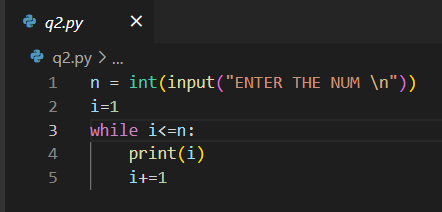 q2.py ×
q2.py > ...
1 n = int(input("ENTER THE NUM \n"))
2 i=1
3 while i<=n:
4     print(i)
5     i+=1